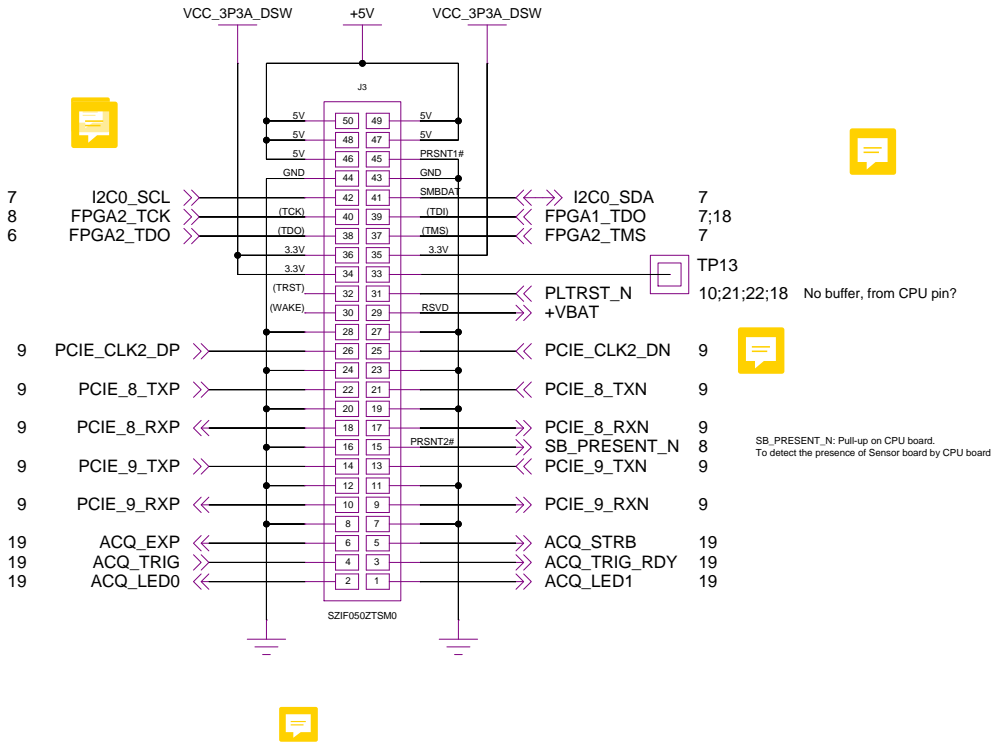 VCC_3P3A_DSW +5V VCC_3P3A_DSW
J3
5V 50 49 5V
5V 48 47 5V
5V 46 45 PRSNT1#
GND 44 43 GND
7 I2C0_SCL 42 41 SMBDAT I2C0_SDA 7
8 FPGA2_TCK (TCK) 40 39 (TDI) FPGA1_TDO 7;18
6 FPGA2_TDO (TDO) 38 37 (TMS) FPGA2_TMS 7
3.3V 36 35 3.3V
3.3V 34 33 TP13
(TRST) 32 31 PLTRST_N 10;21;22;18 No buffer, from CPU pin?
(WAKE) 30 29 RSVD +VBAT
28 27
9 PCIE_CLK2_DP 26 25 PCIE_CLK2_DN 9
24 23
9 PCIE_8_TXP 22 21 PCIE_8_TXN 9
20 19
9 PCIE_8_RXP 18 17 PCIE_8_RXN 9
16 15 PRSNT2# SB_PRESENT_N 8
SB_PRESENT_N: Pull-up on CPU board.
To detect the presence of Sensor board by CPU board
9 PCIE_9_TXP 14 13 PCIE_9_TXN 9
12 11
9 PCIE_9_RXP 10 9 PCIE_9_RXN 9
8 7
19 ACQ_EXP 6 5 ACQ_STRB 19
19 ACQ_TRIG 4 3 ACQ_TRIG_RDY 19
19 ACQ_LED0 2 1 ACQ_LED1 19
SZIF050ZTSM0